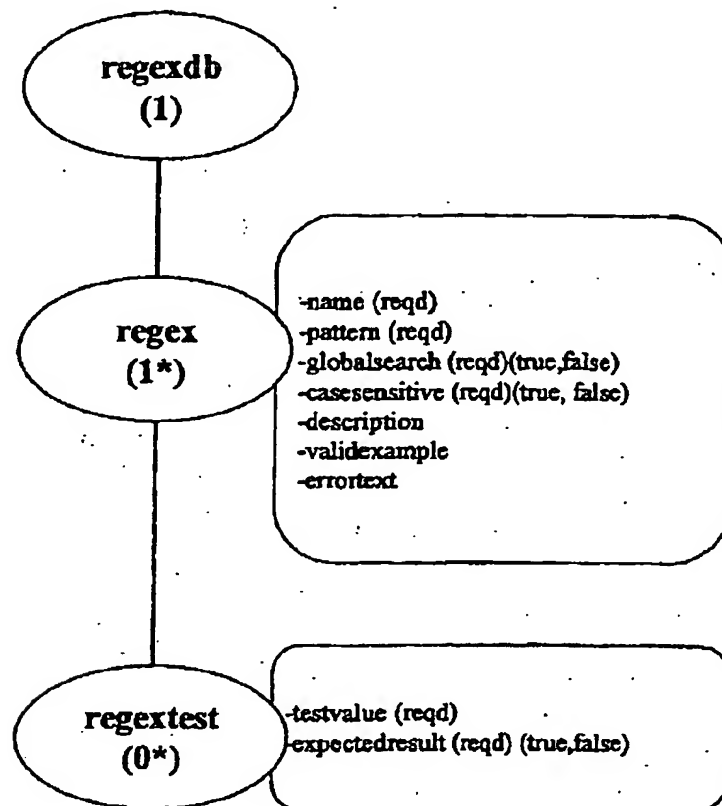 regexdb
(1)
regex
(1*)
-name (reqd)
-pattern (reqd)
-globalsearch (reqd)(true,false)
-casesensitive (reqd)(true, false)
-description
-validexample
-errortext
regextest
(0*)
-testvalue (reqd)
-expectedresult (reqd) (true,false)